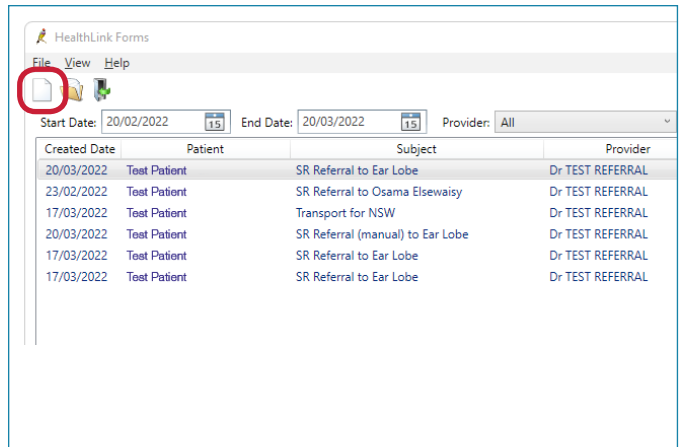 HealthLink Forms
File View Help
Start Date: 20/02/2022 15 End Date: 20/03/2022 15 Provider: All
Created Date Patient Subject Provider
20/03/2022 Test Patient SR Referral to Ear Lobe Dr TEST REFERRAL
23/02/2022 Test Patient SR Referral to Osama Elsewaisy Dr TEST REFERRAL
17/03/2022 Test Patient Transport for NSW Dr TEST REFERRAL
20/03/2022 Test Patient SR Referral (manual) to Ear Lobe Dr TEST REFERRAL
17/03/2022 Test Patient SR Referral to Ear Lobe Dr TEST REFERRAL
17/03/2022 Test Patient SR Referral to Ear Lobe Dr TEST REFERRAL